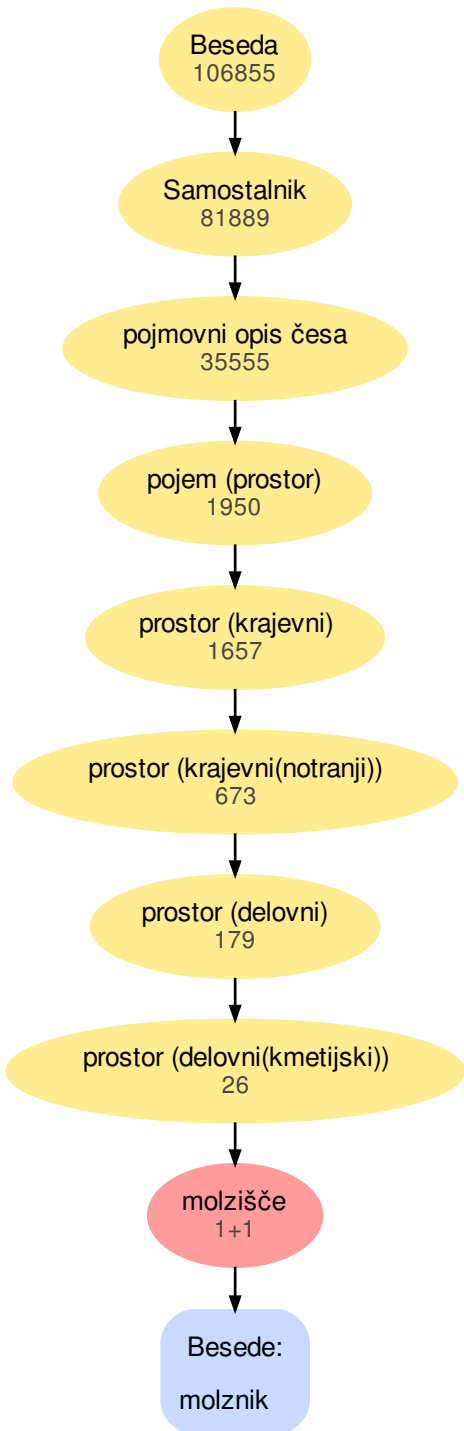 Beseda
106855
Samostalnik
81889
pojmovni opis česa
35555
pojem (prostor)
1950
prostor (krajevni)
1657
prostor (krajevni(notranji))
673
prostor (delovni)
179
prostor (delovni(kmetijski))
26
molzišče
1+1
Besede:
molznik